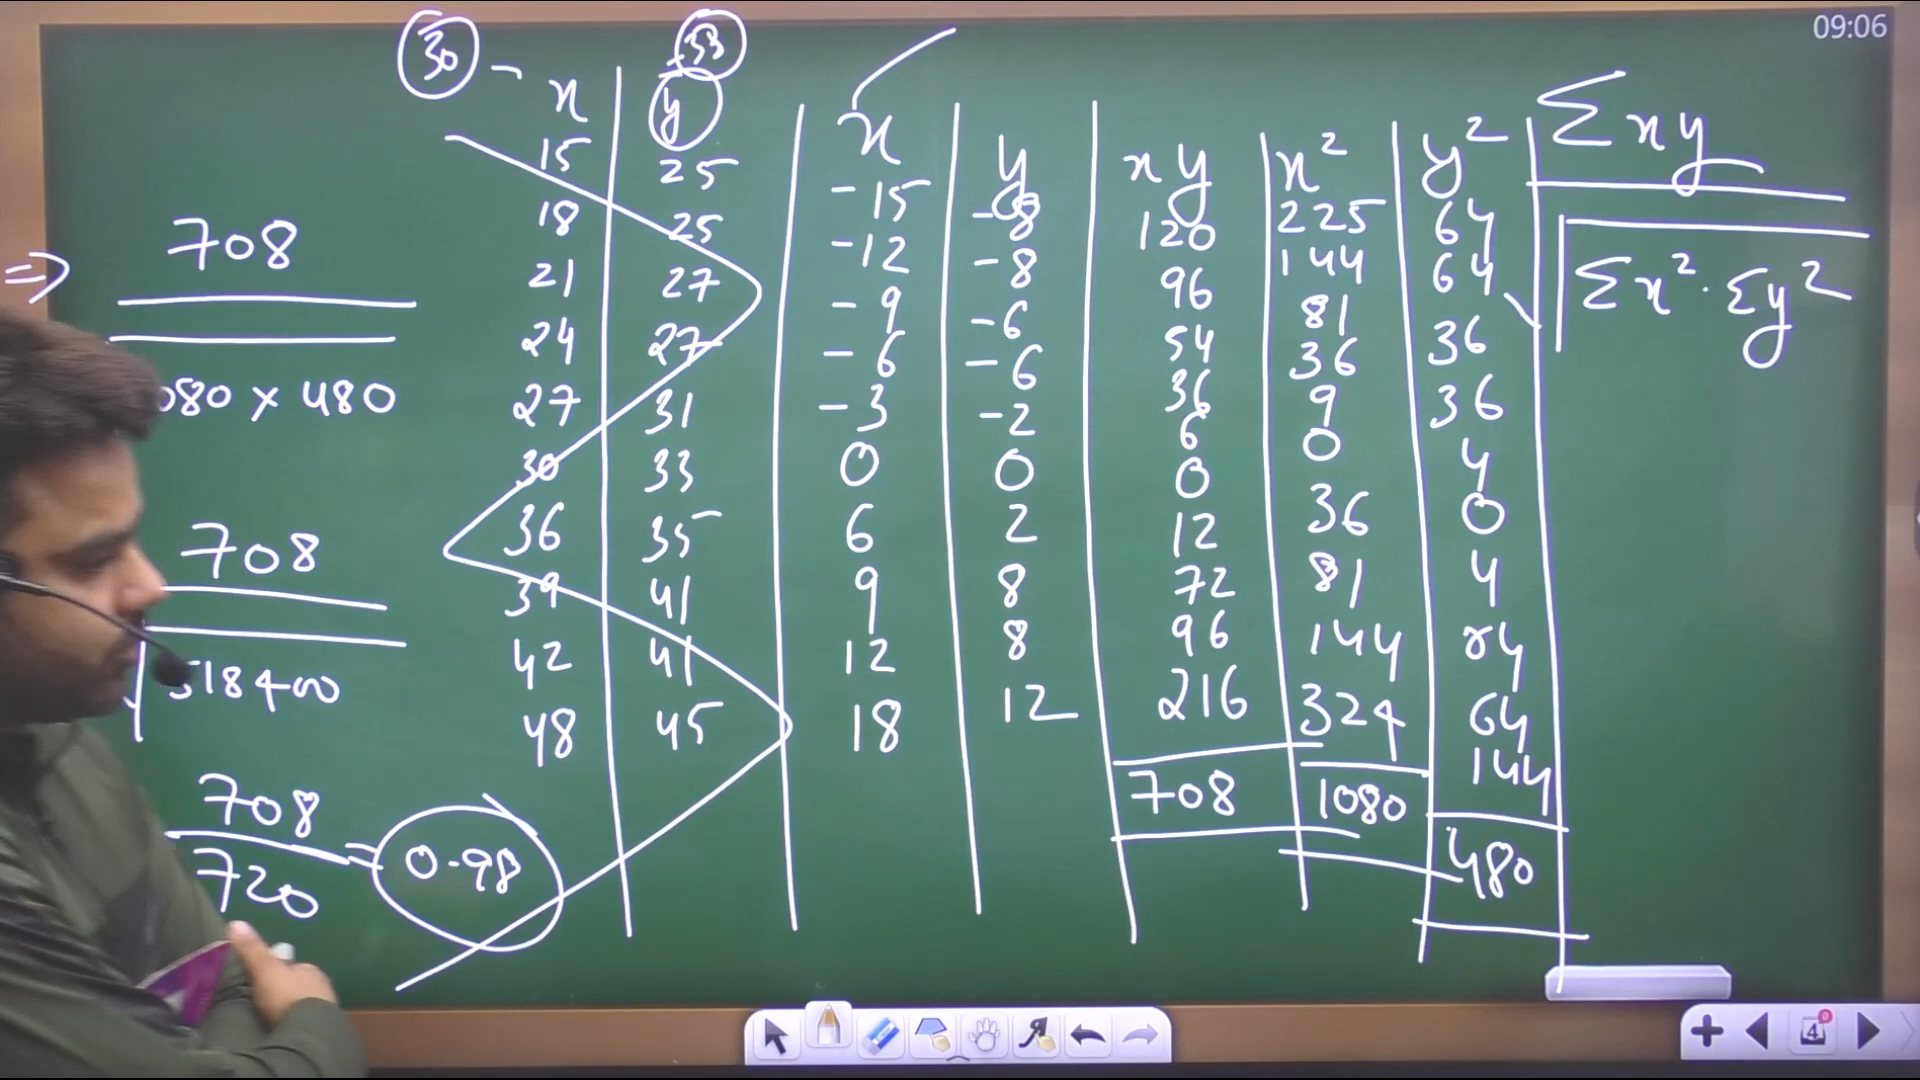 09:06
30 - 33
x y x y xy x² y² Σxy
15 25 -15 -8 120 225 64 √Σx²·Σy²
18 25 -12 -8 96 144 64
21 27 -9 -6 54 81 36
24 27 -6 -6 36 36 36
27 31 -3 -2 6 9 4
30 33 0 0 0 0 0
36 35 6 2 12 36 4
39 41 9 8 72 81 64
42 41 12 8 96 144 64
48 45 18 12 216 324 144
708 1080 480
=> 708
080 x 480
708
√518400
708
720
= 0.98
4
0